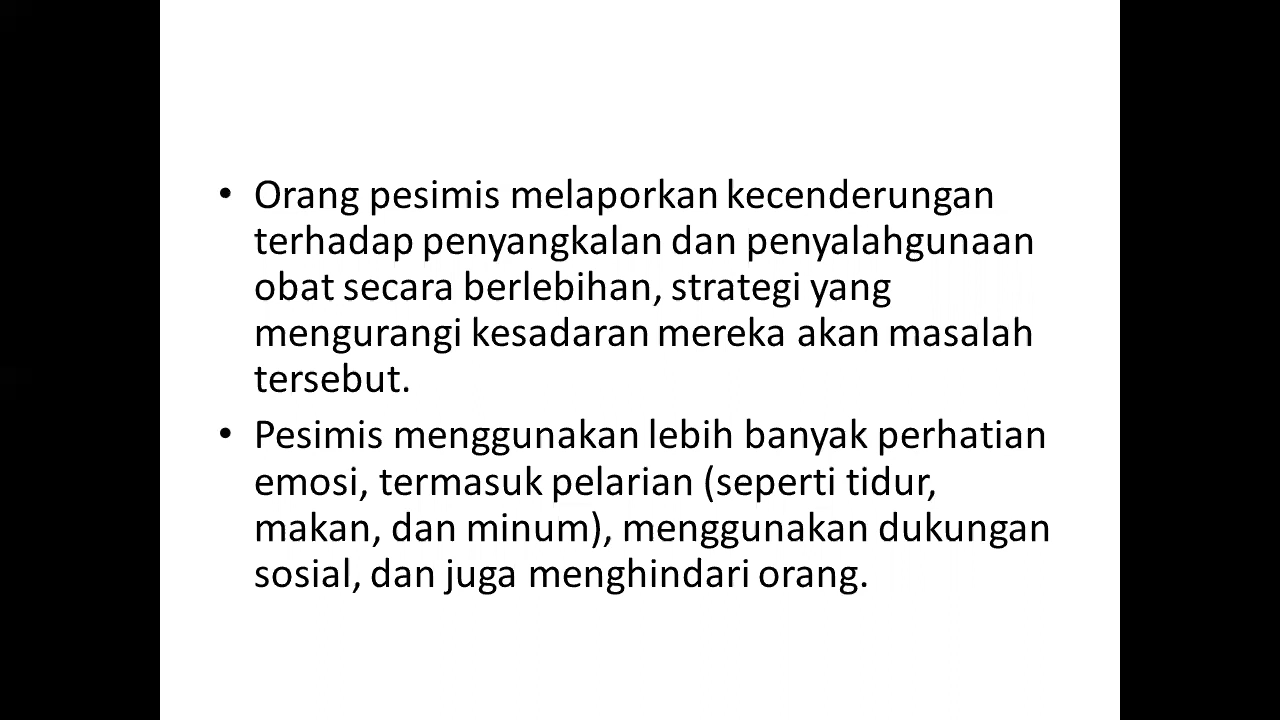 • Orang pesimis melaporkan kecenderungan
terhadap penyangkalan dan penyalahgunaan
obat secara berlebihan, strategi yang
mengurangi kesadaran mereka akan masalah
tersebut.
• Pesimis menggunakan lebih banyak perhatian
emosi, termasuk pelarian (seperti tidur,
makan, dan minum), menggunakan dukungan
sosial, dan juga menghindari orang.